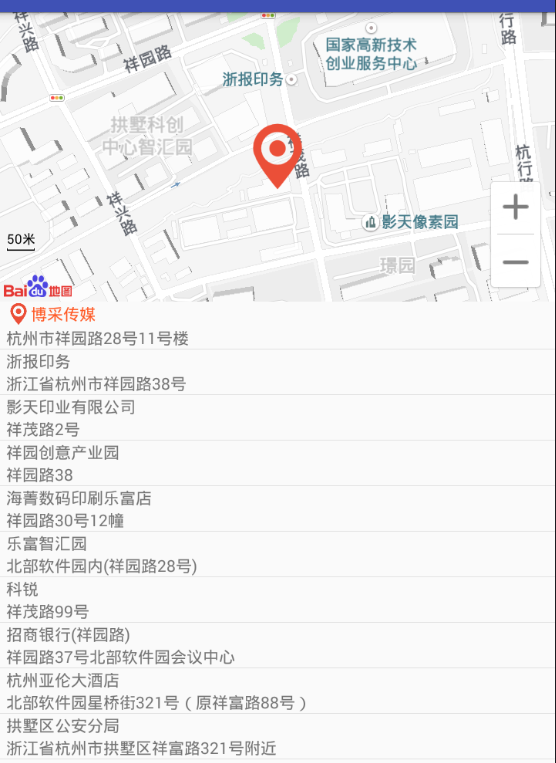 祥兴路
杭行路
国家高新技术
创业服务中心
祥园路
浙报印务
拱墅科创
中心智汇园
祥茂路
杭行路
祥兴路
影天像素园
50米
璟园
Bai du 地图
博采传媒
杭州市祥园路28号11号楼
浙报印务
浙江省杭州市祥园路38号
影天印业有限公司
祥茂路2号
祥园创意产业园
祥园路38
海菁数码印刷乐富店
祥园路30号12幢
乐富智汇园
北部软件园内(祥园路28号)
科锐
祥茂路99号
招商银行(祥园路)
祥园路37号北部软件园会议中心
杭州亚伦大酒店
北部软件园星桥街321号（原祥富路88号）
拱墅区公安分局
浙江省杭州市拱墅区祥富路321号附近